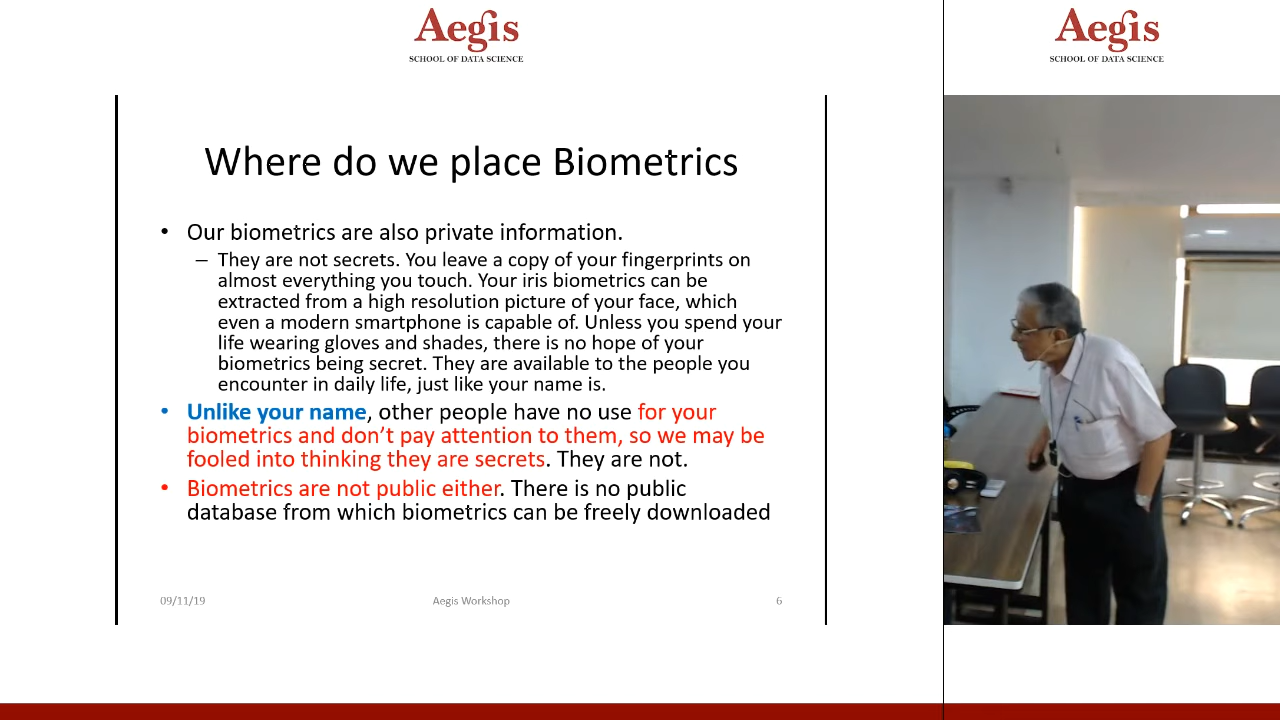 Aegis
SCHOOL OF DATA SCIENCE
Where do we place Biometrics
• Our biometrics are also private information.
– They are not secrets. You leave a copy of your fingerprints on
almost everything you touch. Your iris biometrics can be
extracted from a high resolution picture of your face, which
even a modern smartphone is capable of. Unless you spend your
life wearing gloves and shades, there is no hope of your
biometrics being secret. They are available to the people you
encounter in daily life, just like your name is.
• Unlike your name, other people have no use for your
biometrics and don’t pay attention to them, so we may be
fooled into thinking they are secrets. They are not.
• Biometrics are not public either. There is no public
database from which biometrics can be freely downloaded
09/11/19
Aegis Workshop
6
Aegis
SCHOOL OF DATA SCIENCE